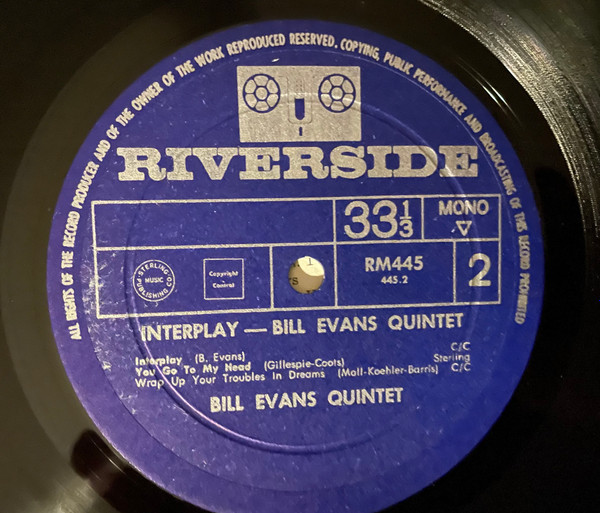 ALL RIGHTS OF THE RECORD PRODUCER AND OF THE OWNER OF THE WORK REPRODUCED RESERVED. COPYING, PUBLIC PERFORMANCE AND BROADCASTING OF THIS RECORD PROHIBITED
RIVERSIDE
33 1/3 MONO
STERLING MUSIC PUBLISHING CO.
Copyright Control
RM445
445.2
2
INTERPLAY — BILL EVANS QUINTET
Interplay (B. Evans) C/C
You Go To My Head (Gillespie-Coots) Sterling
Wrap Up Your Troubles In Dreams (Moll-Koehler-Barris) C/C
BILL EVANS QUINTET